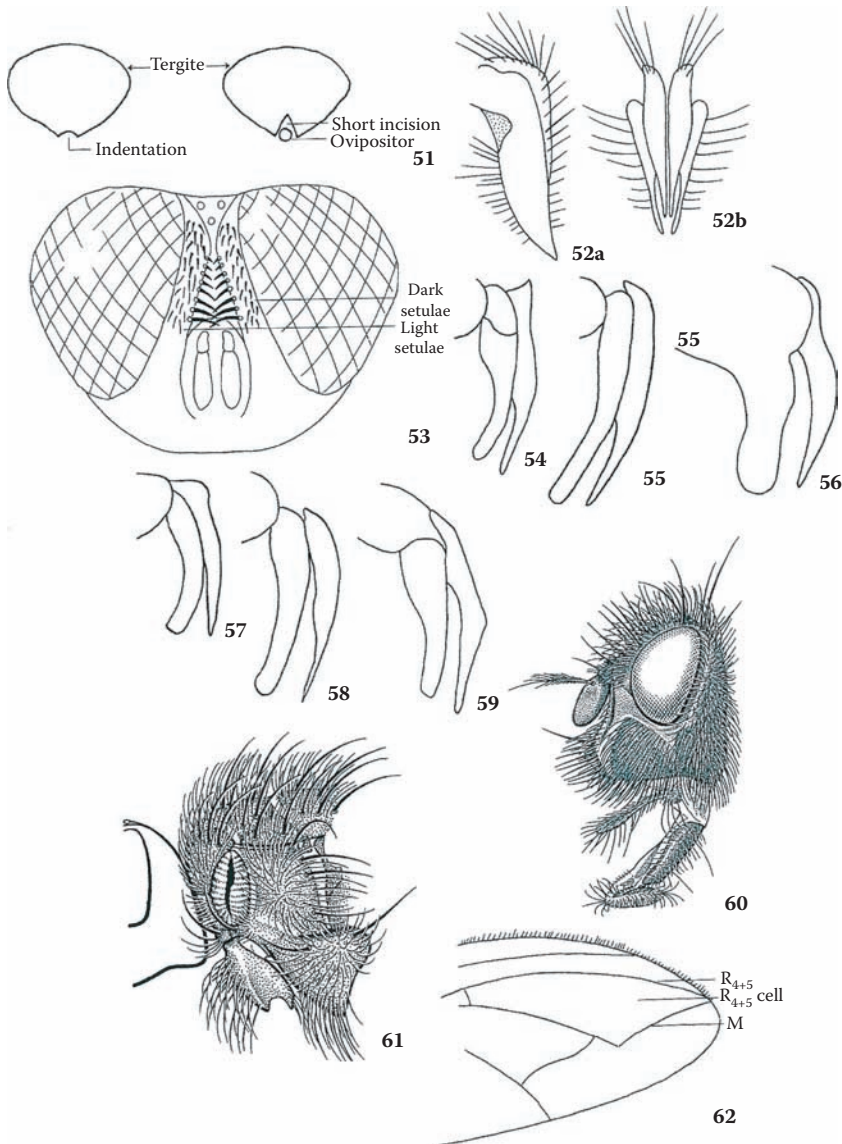 Tergite
Short incision
Ovipositor
Indentation
51
52a
52b
Dark
setulae
Light
setulae
53
54
55
55
56
57
58
59
60
61
R4+5
R4+5 cell
M
62